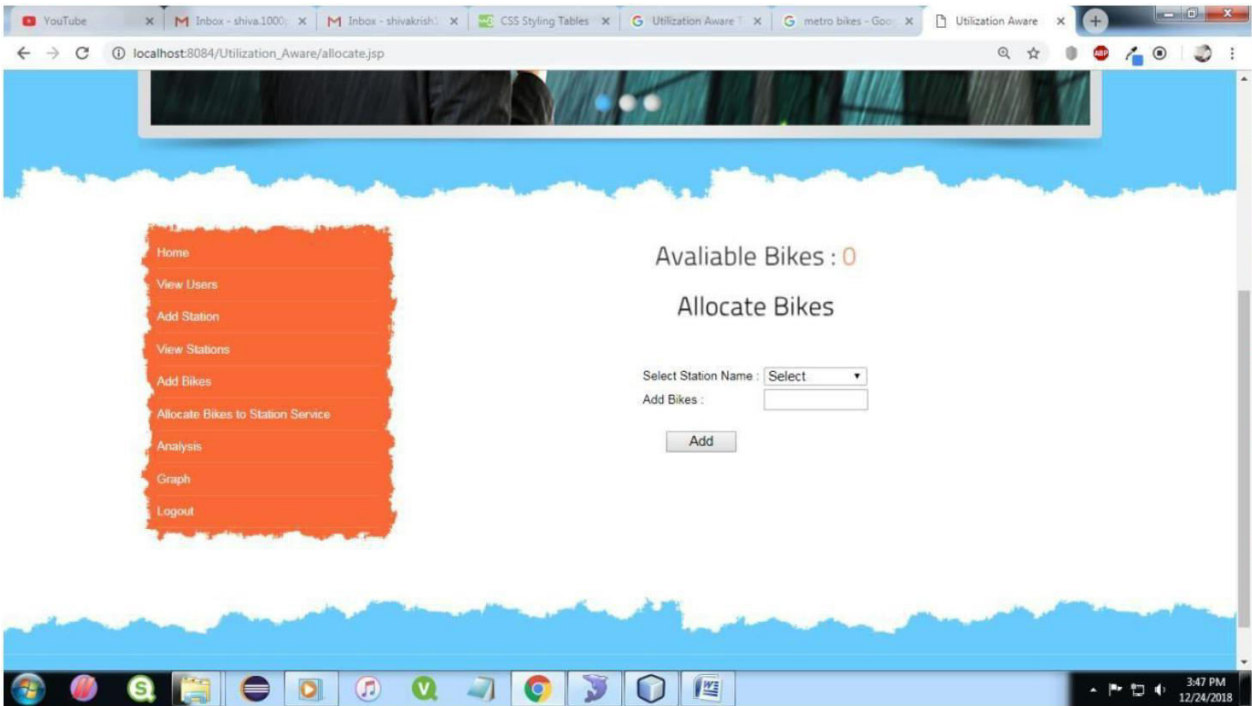 YouTube
Inbox - shiva.1000
Inbox - shivakrish
CSS Styling Tables
Utilization Aware T
metro bikes - Goo
Utilization Aware
localhost:8084/Utilization_Aware/allocate.jsp
ABP
Home
View Users
Add Station
View Stations
Add Bikes
Allocate Bikes to Station Service
Analysis
Graph
Logout
Avaliable Bikes : 0
Allocate Bikes
Select Station Name : Select
Add Bikes :
Add
3:47 PM
12/24/2018